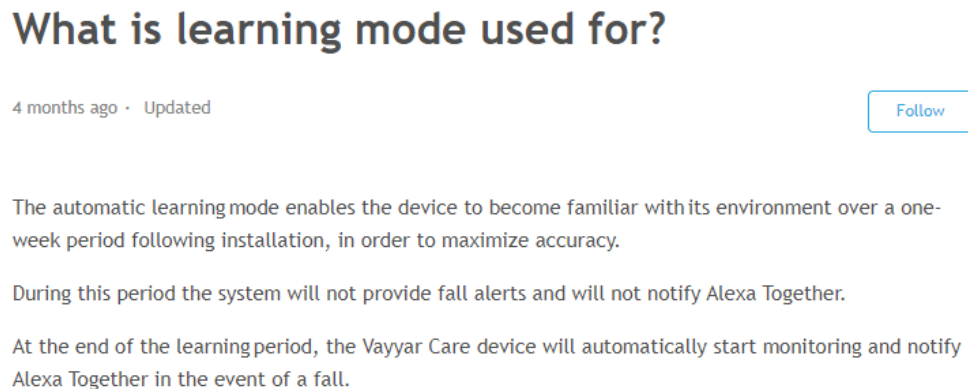 What is learning mode used for?
4 months ago · Updated
Follow
The automatic learning mode enables the device to become familiar with its environment over a one-
week period following installation, in order to maximize accuracy.
During this period the system will not provide fall alerts and will not notify Alexa Together.
At the end of the learning period, the Vayyar Care device will automatically start monitoring and notify
Alexa Together in the event of a fall.